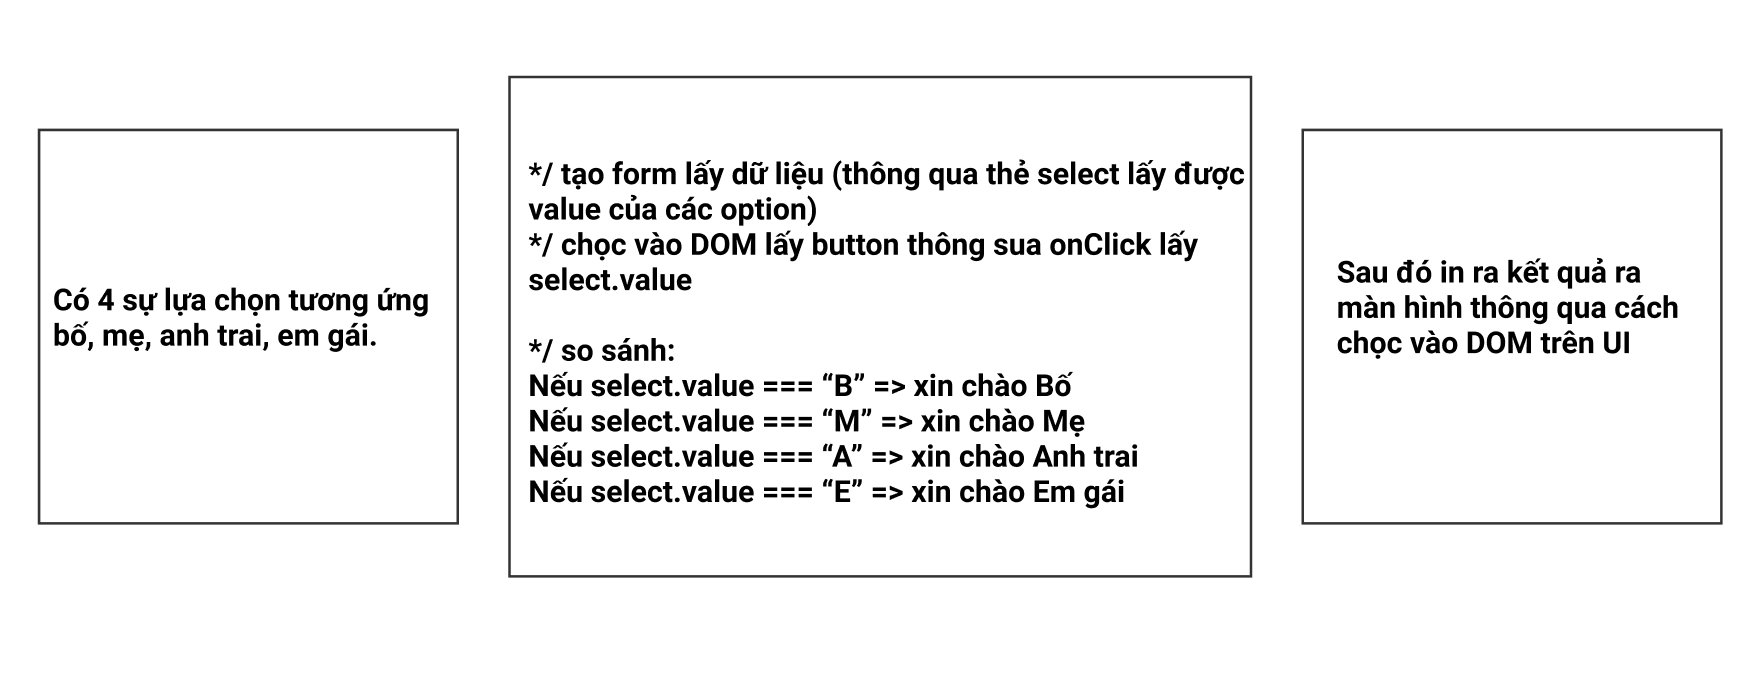 Có 4 sự lựa chọn tương ứng
bố, mẹ, anh trai, em gái.
*/ tạo form lấy dữ liệu (thông qua thẻ select lấy được
value của các option)
*/ chọc vào DOM lấy button thông sua onClick lấy
select.value
*/ so sánh:
Nếu select.value === “B” => xin chào Bố
Nếu select.value === “M” => xin chào Mẹ
Nếu select.value === “A” => xin chào Anh trai
Nếu select.value === “E” => xin chào Em gái
Sau đó in ra kết quả ra
màn hình thông qua cách
chọc vào DOM trên UI